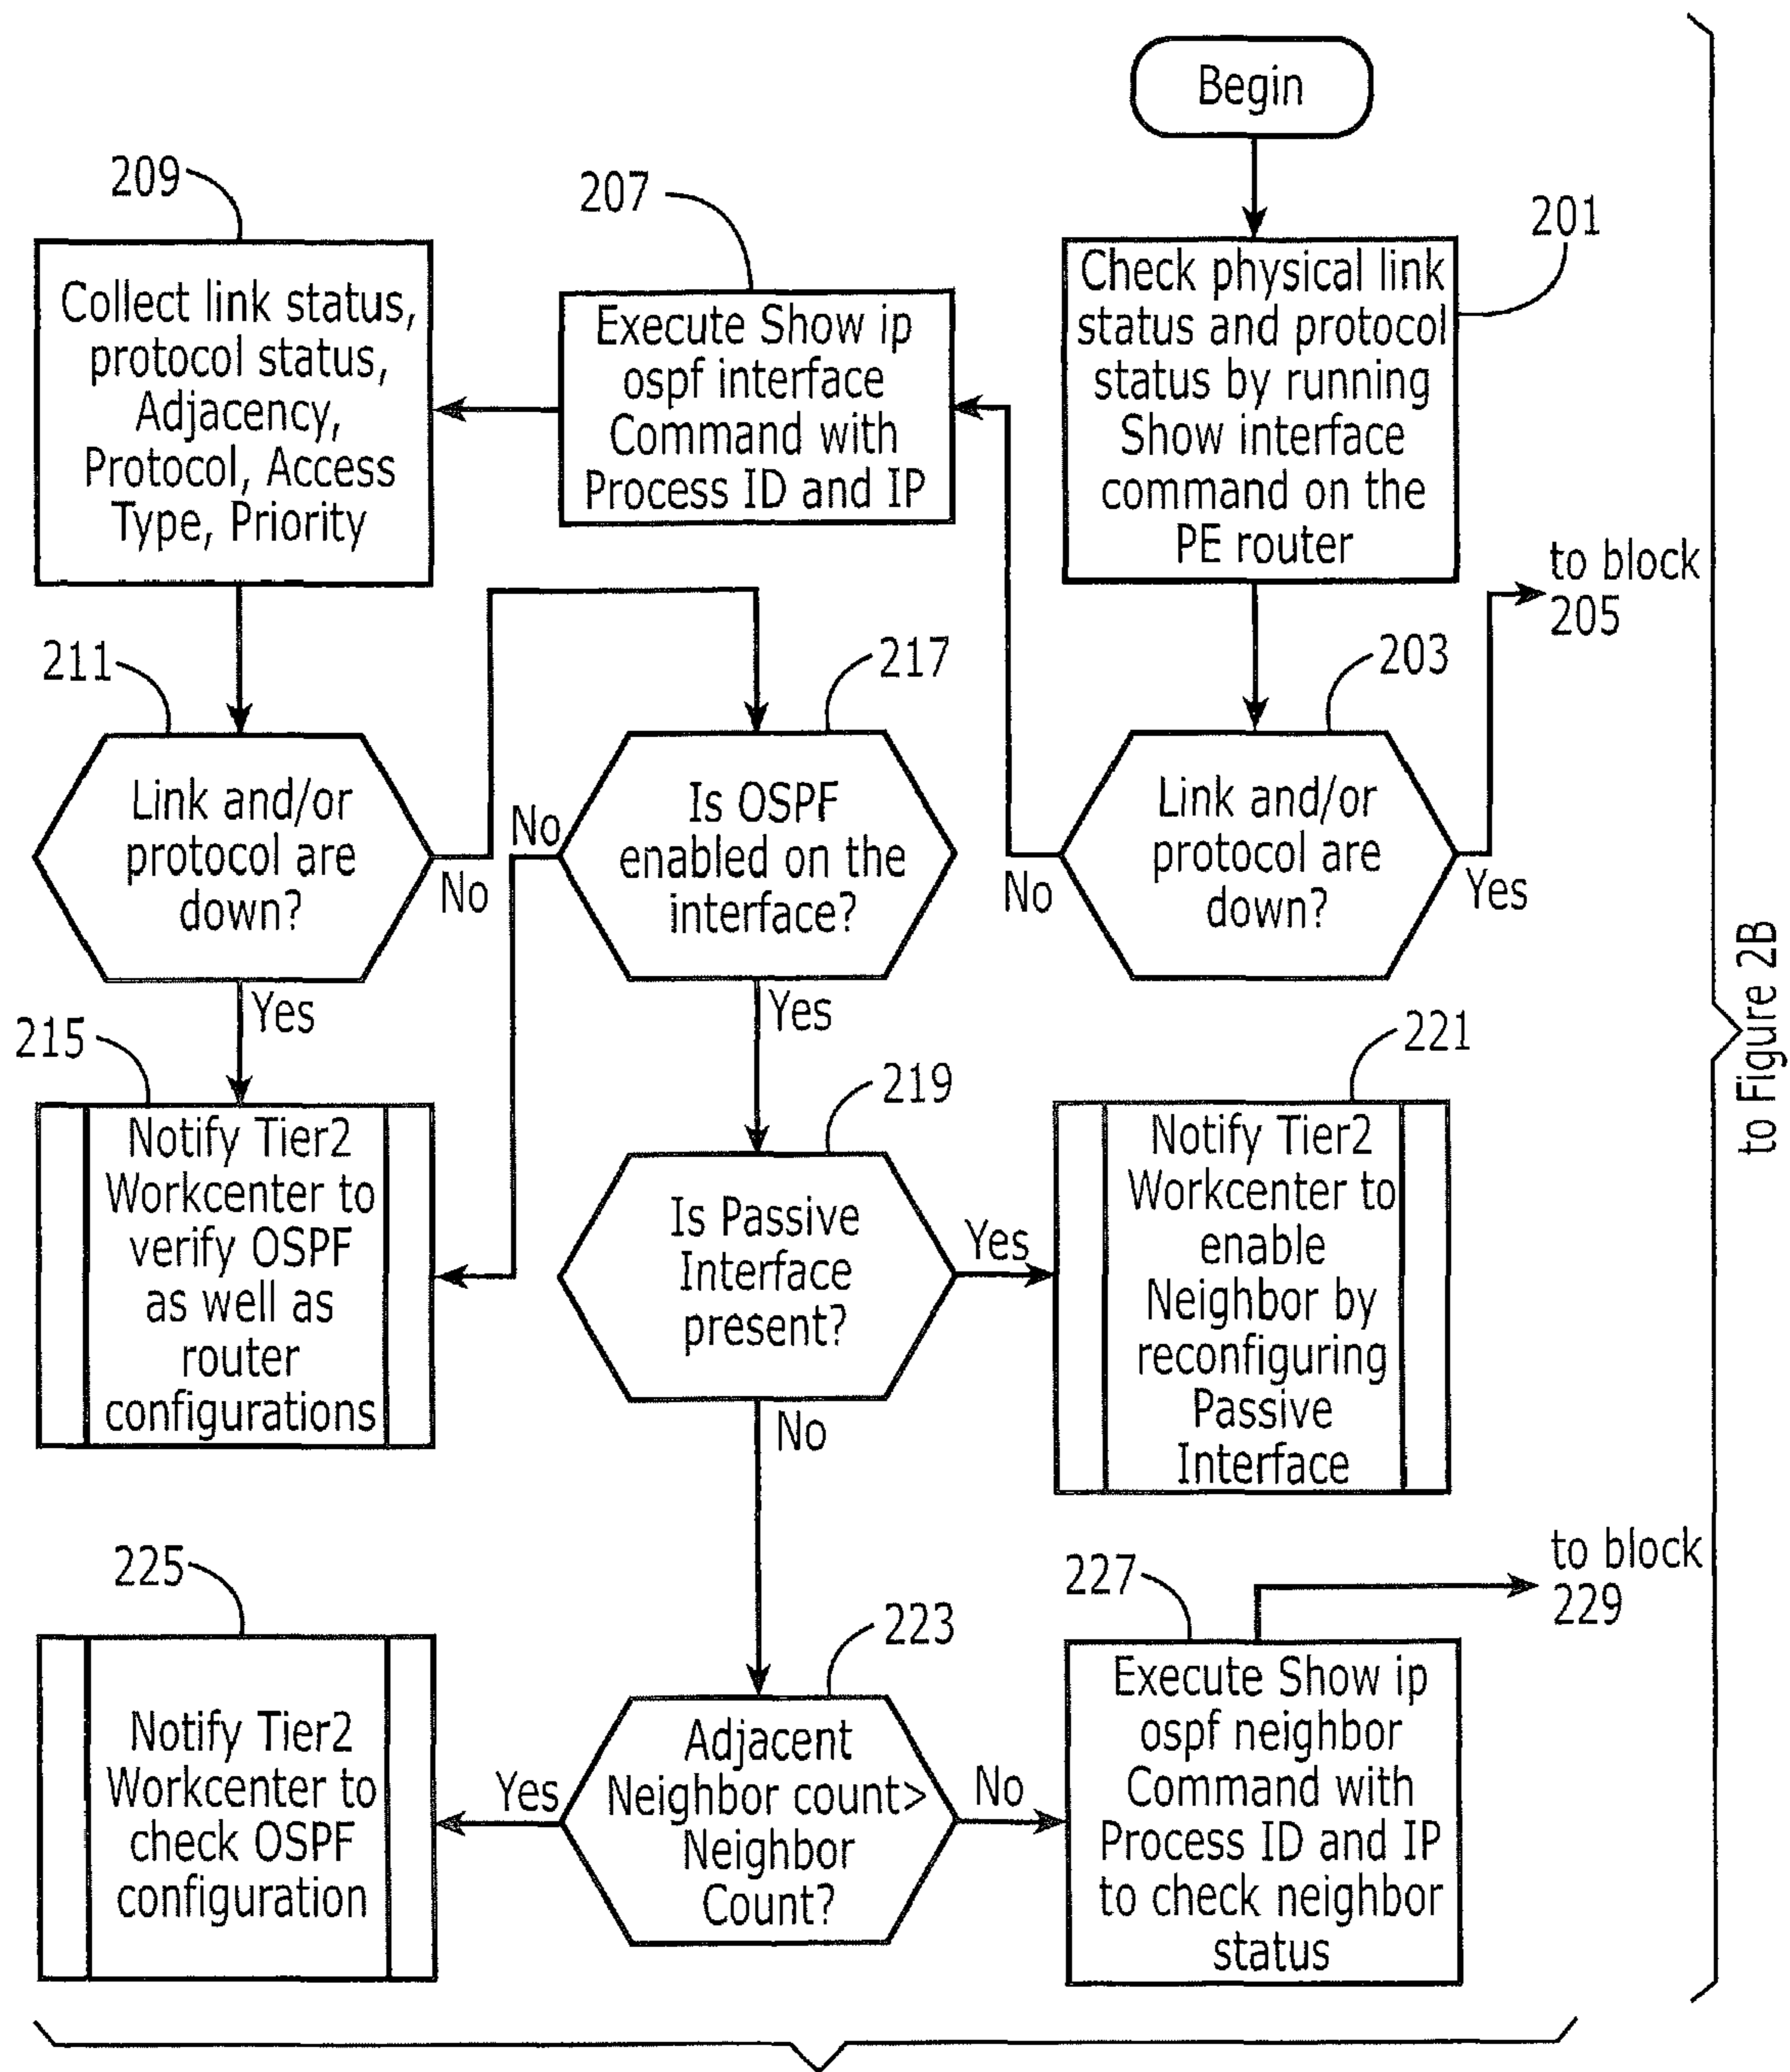 Begin
209
207
201
Collect link status,
protocol status,
Adjacency,
Protocol, Access
Type, Priority
Execute Show ip
ospf interface
Command with
Process ID and IP
Check physical link
status and protocol
status by running
Show interface
command on the
PE router
to block
205
211
217
203
Link and/or
protocol are
down?
No
Yes
Is OSPF
enabled on the
interface?
No
Yes
Link and/or
protocol are
down?
No
Yes
215
219
221
Notify Tier2
Workcenter to
verify OSPF
as well as
router
configurations
Is Passive
Interface
present?
Yes
No
Notify Tier2
Workcenter to
enable
Neighbor by
reconfiguring
Passive
Interface
to block
229
225
223
227
Notify Tier2
Workcenter to
check OSPF
configuration
Yes
Adjacent
Neighbor count>
Neighbor
Count?
No
Execute Show ip
ospf neighbor
Command with
Process ID and IP
to check neighbor
status
to Figure 2B